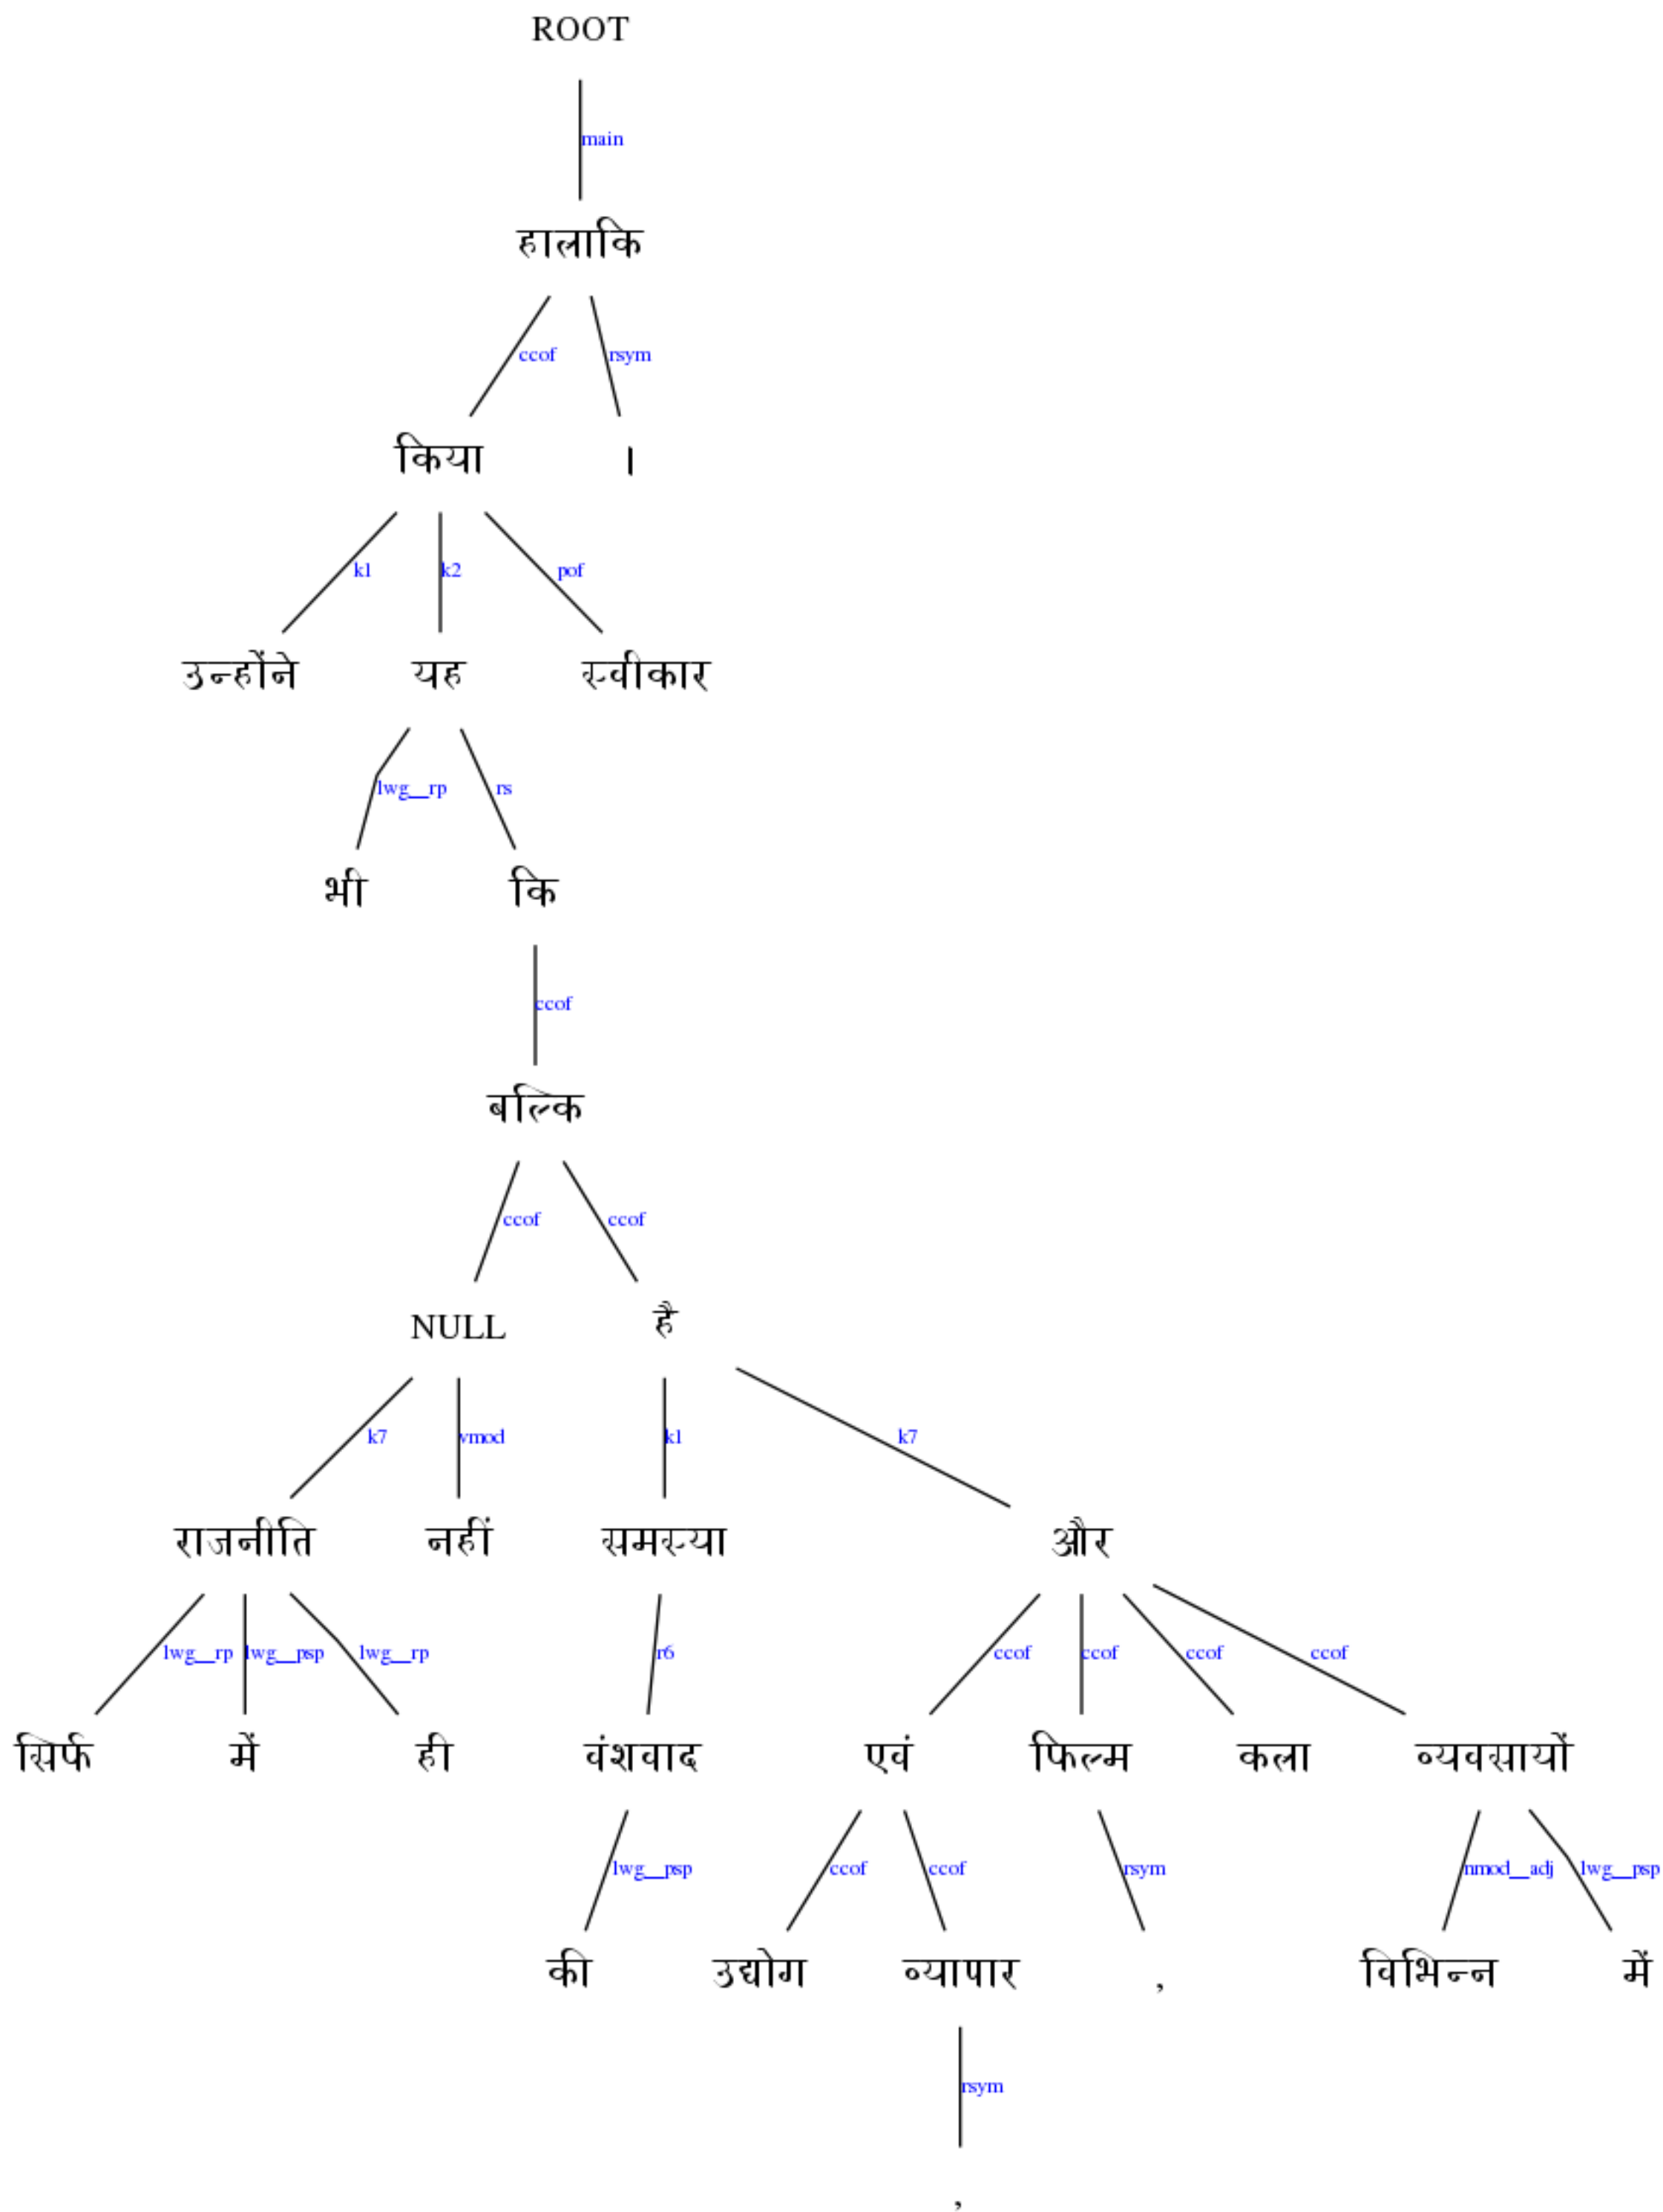 ROOT
main
हालाकि
ccof rsym
किया ।
k1 k2 pof
उन्होंने यह स्वीकार
lwg__rp rs
भी कि
ccof
बल्कि
ccof ccof
NULL है
k7 vmod k1 k7
राजनीति नहीं समस्या और
lwg__rp lwg__psp lwg__rp r6 ccof ccof ccof ccof
सिर्फ में ही वंशवाद एवं फिल्म कला व्यवसायों
lwg__psp ccof ccof rsym nmod__adj lwg__psp
की उद्योग व्यापार , विभिन्न में
rsym
,